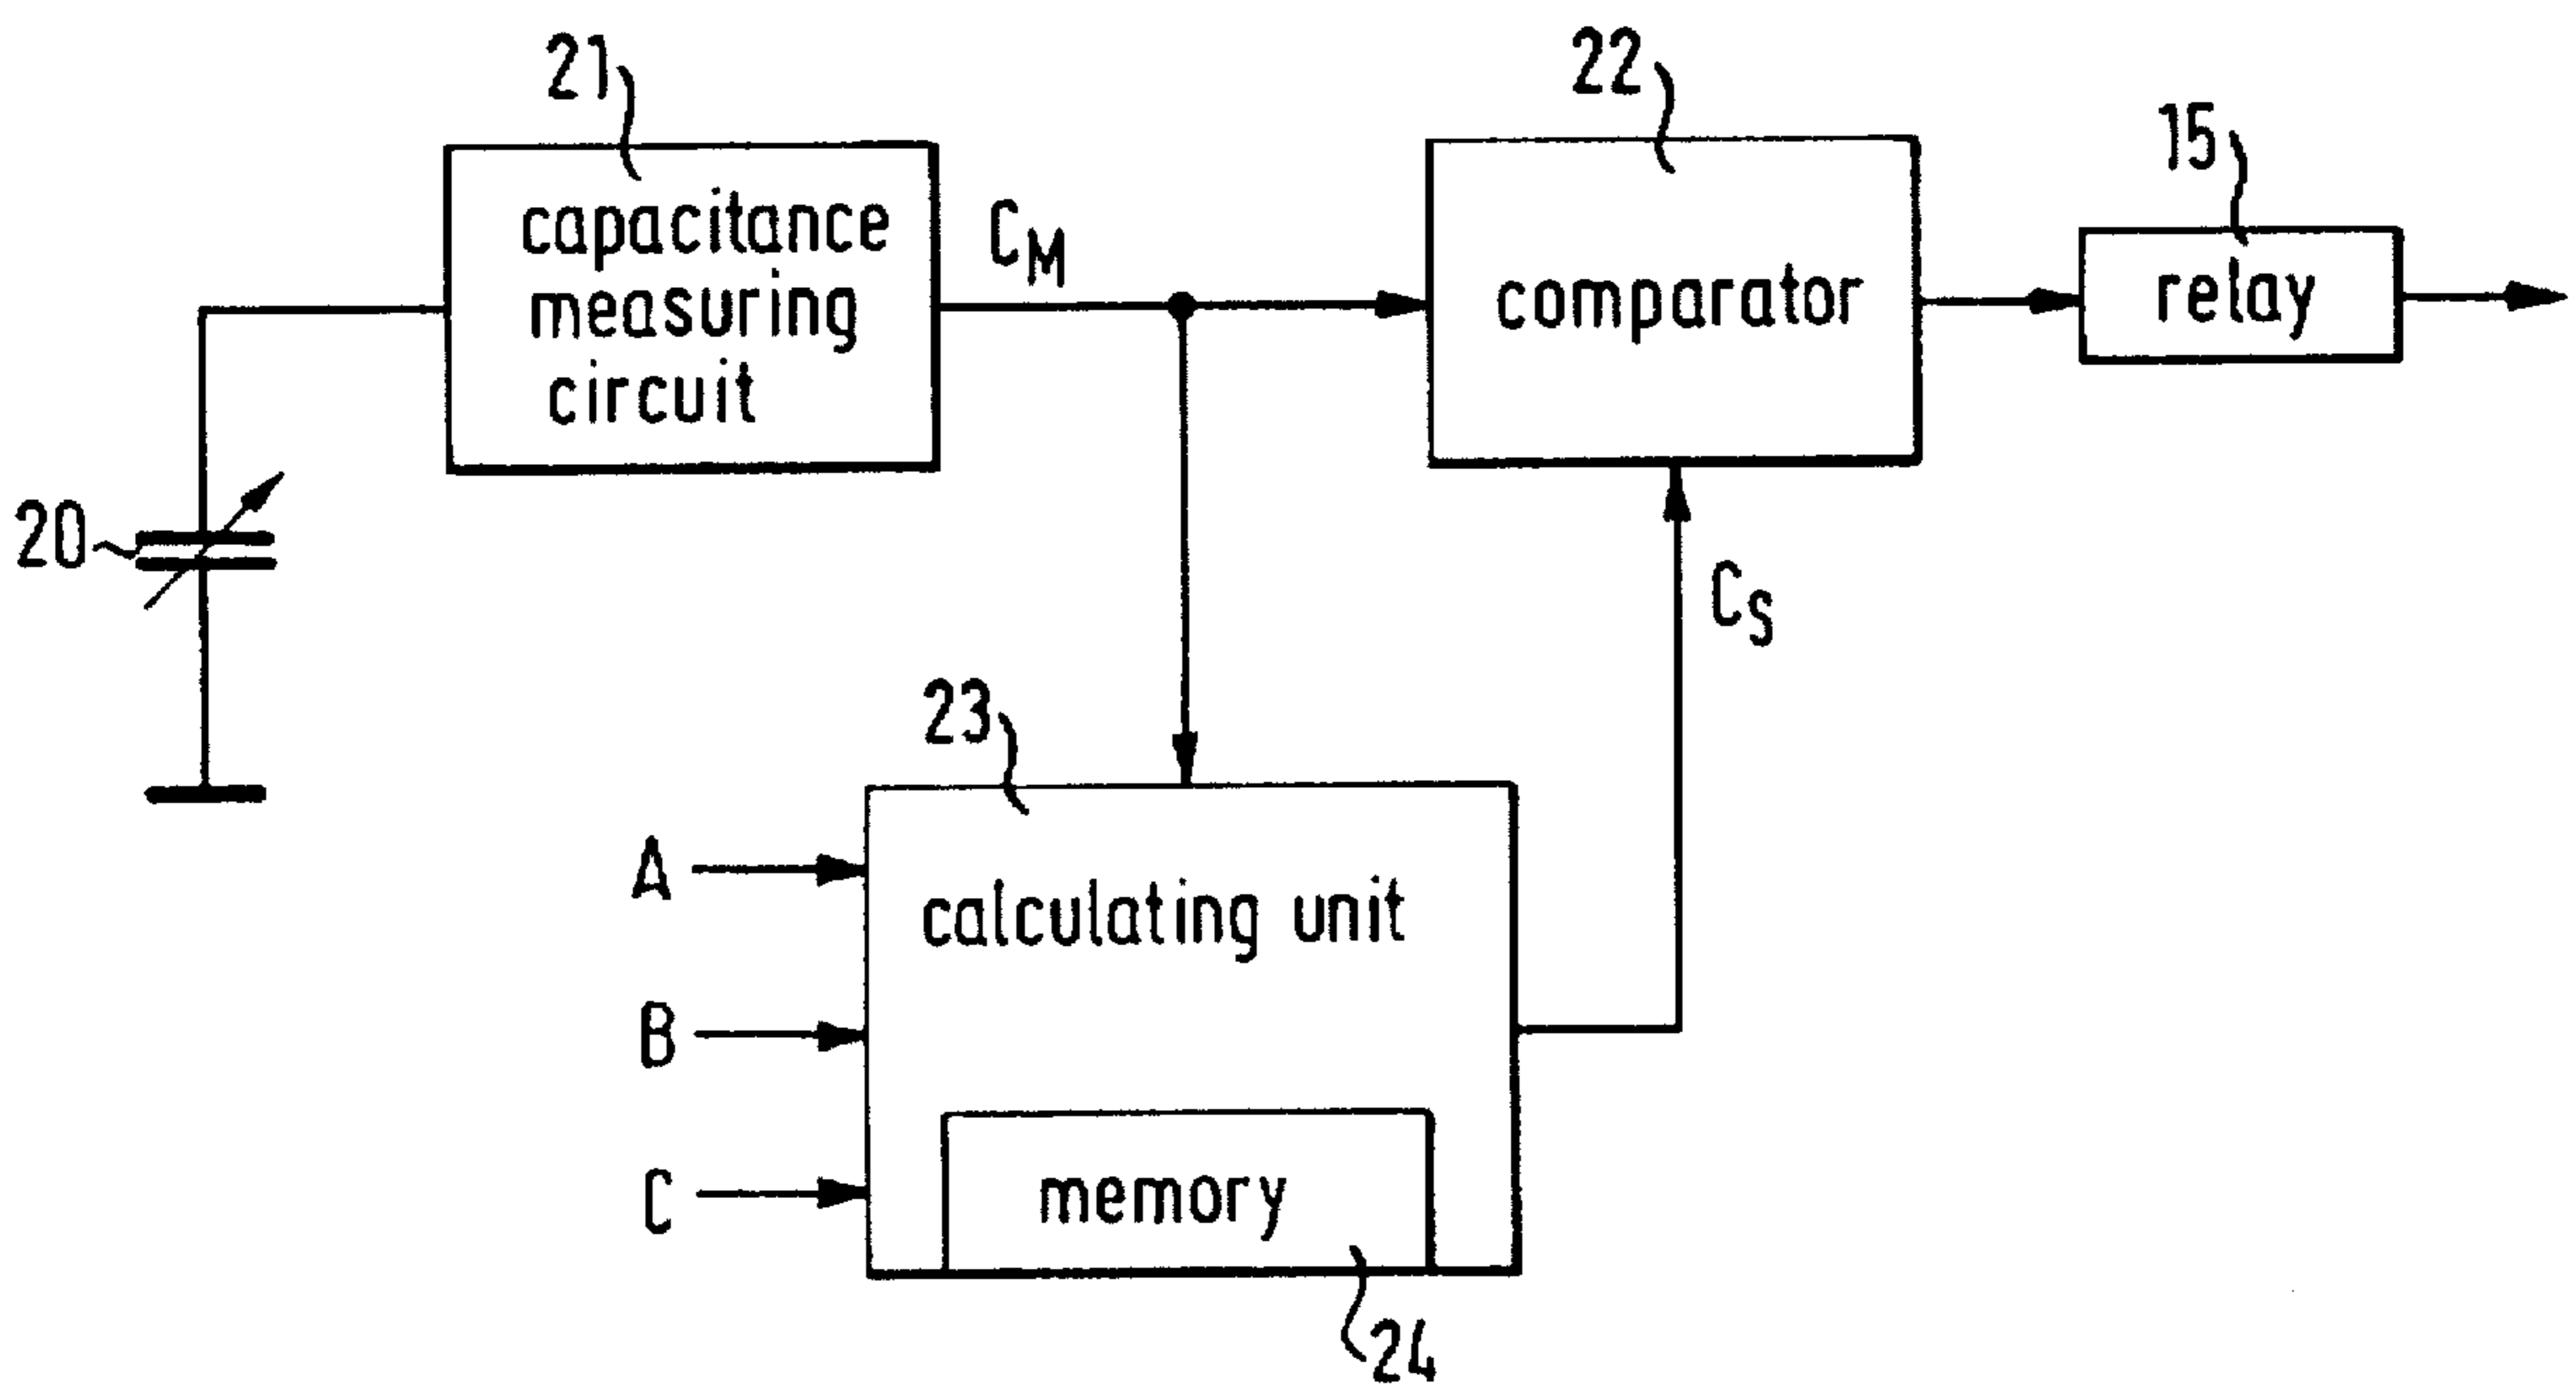 21
22
15
capacitance
measuring
circuit
C_M
comparator
relay
20
C_S
23
A
calculating unit
B
C
memory
24